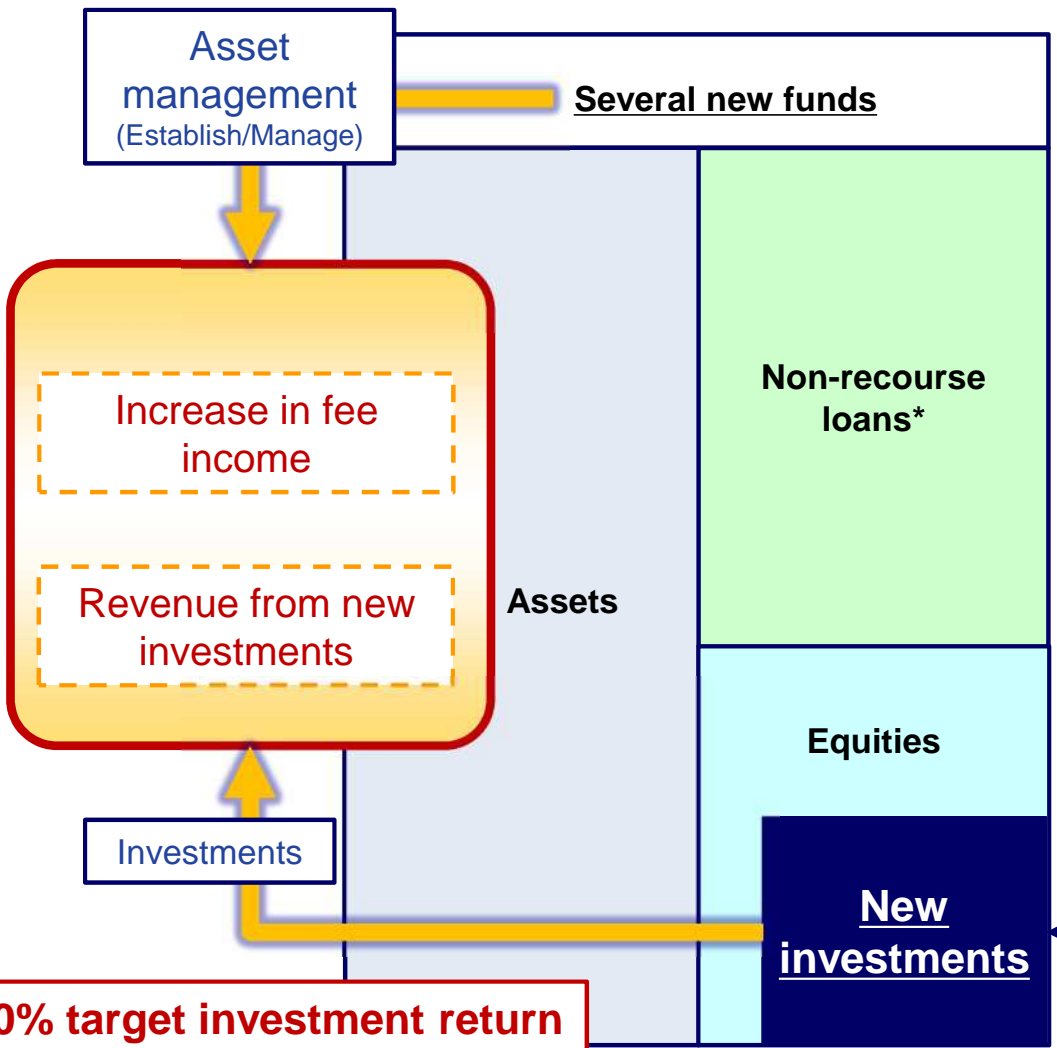 Asset
management
(Establish/Manage)
Several new funds
Non-recourse
loans*
Increase in fee
income
Revenue from new
investments
Assets
Equities
Investments
New
investments
0% target investment return